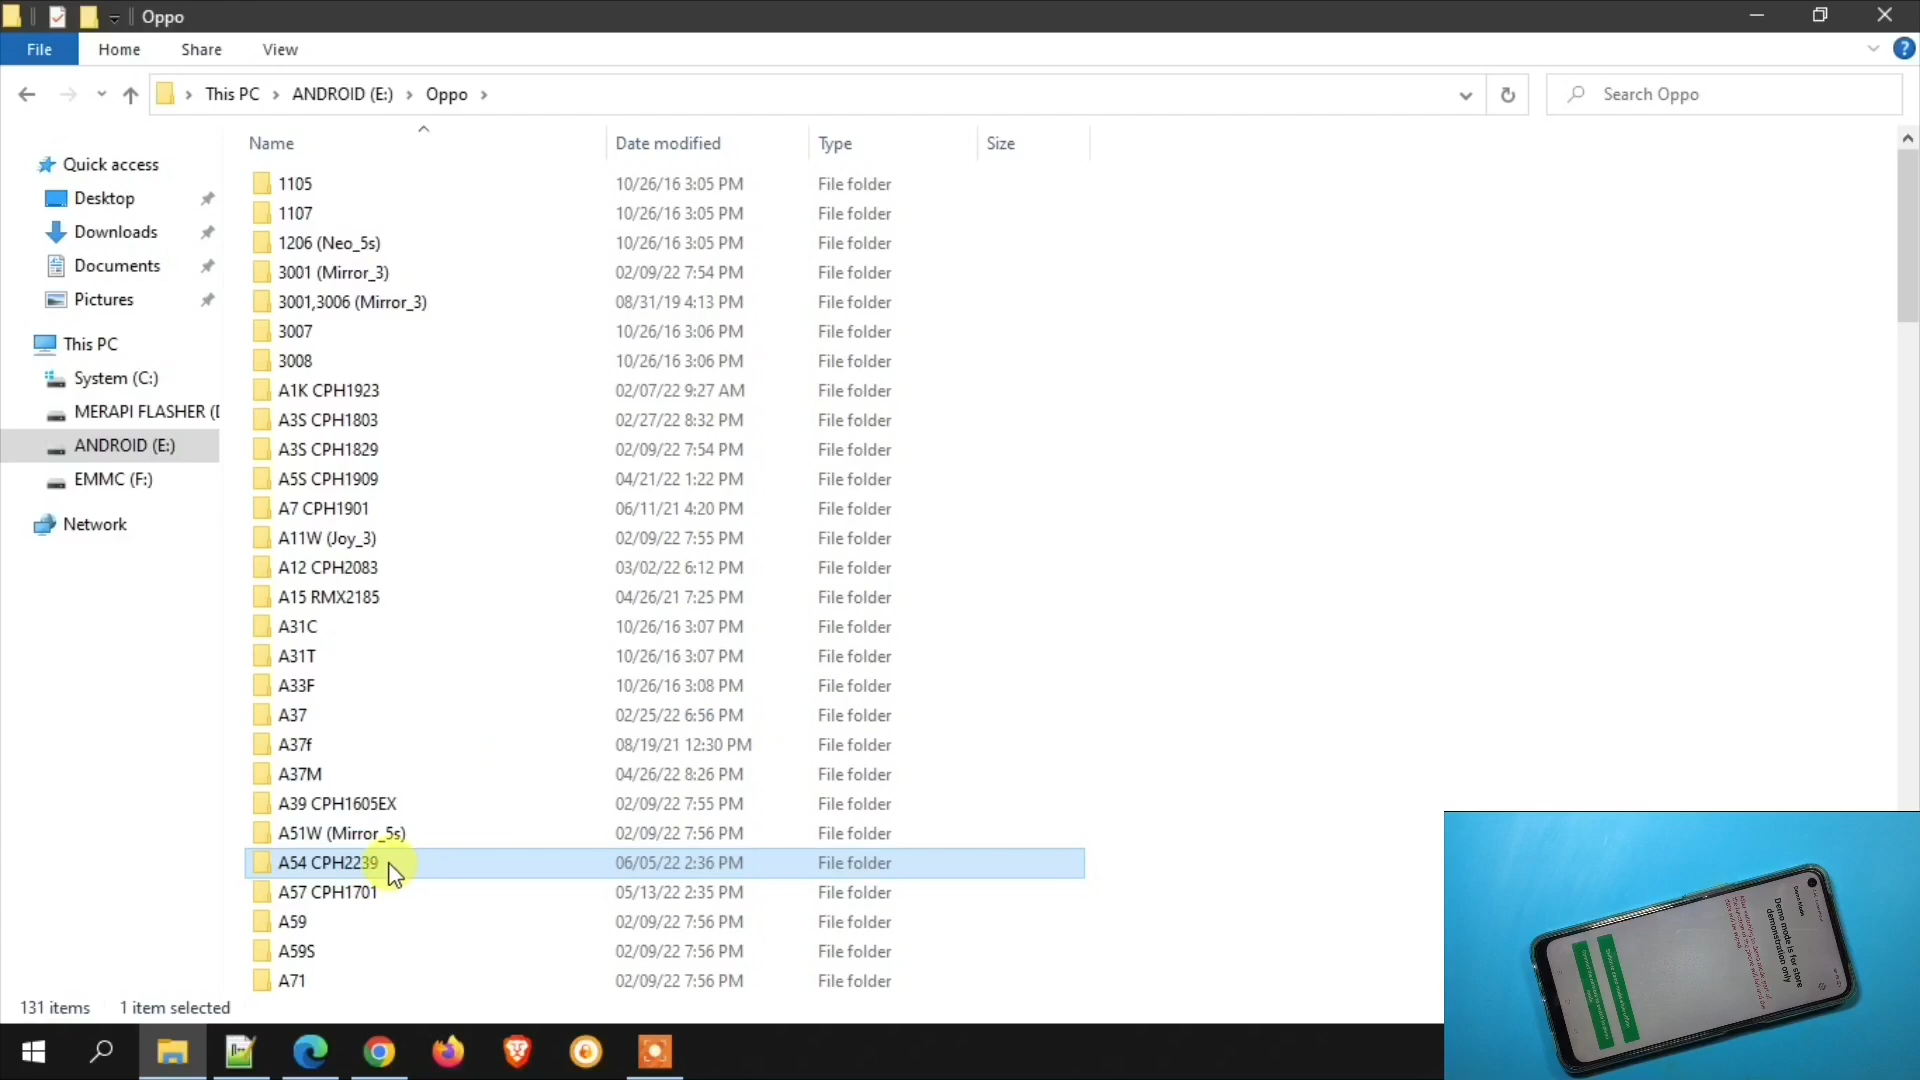 Oppo
File Home Share View
This PC ANDROID (E:) Oppo
Search Oppo
Name Date modified Type Size
Quick access
Desktop
Downloads
Documents
Pictures
This PC
System (C:)
MERAPI FLASHER (D
ANDROID (E:)
EMMC (F:)
Network
1105 10/26/16 3:05 PM File folder
1107 10/26/16 3:05 PM File folder
1206 (Neo_5s) 10/26/16 3:05 PM File folder
3001 (Mirror_3) 02/09/22 7:54 PM File folder
3001,3006 (Mirror_3) 08/31/19 4:13 PM File folder
3007 10/26/16 3:06 PM File folder
3008 10/26/16 3:06 PM File folder
A1K CPH1923 02/07/22 9:27 AM File folder
A3S CPH1803 02/27/22 8:32 PM File folder
A3S CPH1829 02/09/22 7:54 PM File folder
A5S CPH1909 04/21/22 1:22 PM File folder
A7 CPH1901 06/11/21 4:20 PM File folder
A11W (Joy_3) 02/09/22 7:55 PM File folder
A12 CPH2083 03/02/22 6:12 PM File folder
A15 RMX2185 04/26/21 7:25 PM File folder
A31C 10/26/16 3:07 PM File folder
A31T 10/26/16 3:07 PM File folder
A33F 10/26/16 3:08 PM File folder
A37 02/25/22 6:56 PM File folder
A37f 08/19/21 12:30 PM File folder
A37M 04/26/22 8:26 PM File folder
A39 CPH1605EX 02/09/22 7:55 PM File folder
A51W (Mirror_5s) 02/09/22 7:56 PM File folder
A54 CPH2239 06/05/22 2:36 PM File folder
A57 CPH1701 05/13/22 2:35 PM File folder
A59 02/09/22 7:56 PM File folder
A59S 02/09/22 7:56 PM File folder
A71 02/09/22 7:56 PM File folder
131 items 1 item selected
Demo Mode
Demo mode is for store
demonstration only